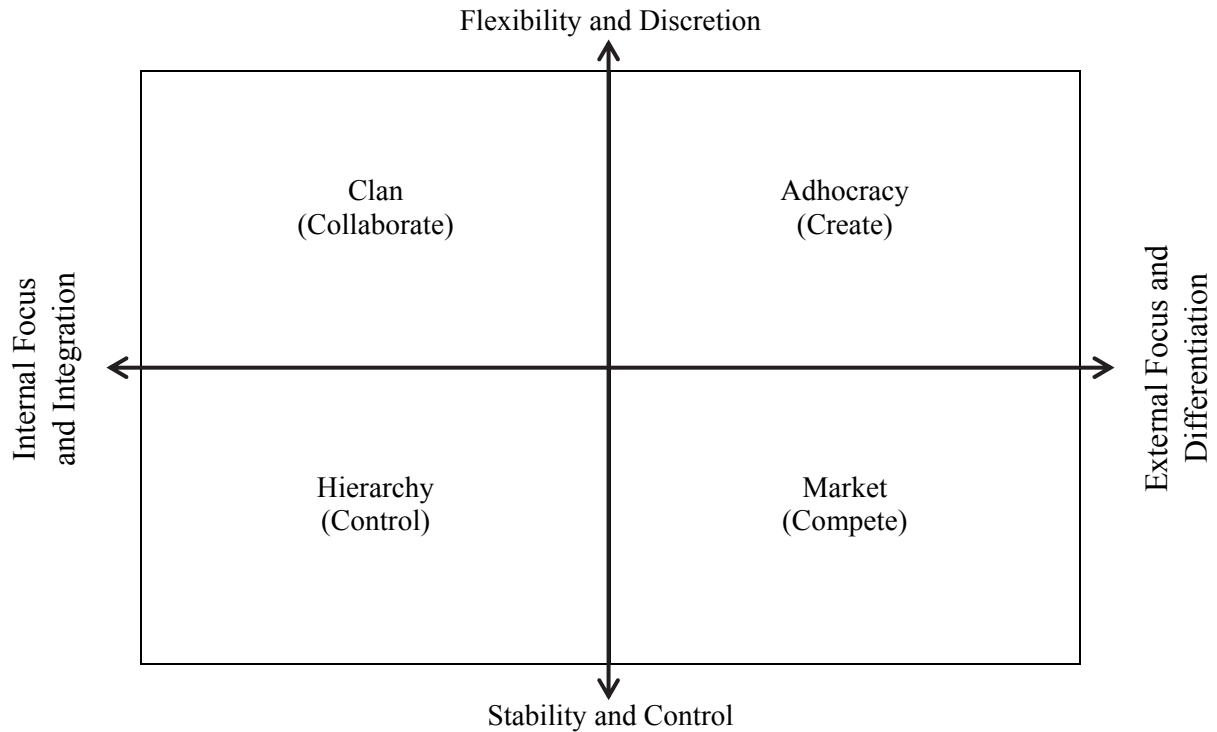 Flexibility and Discretion
Clan
(Collaborate)
Adhocracy
(Create)
Internal Focus
and Integration
External Focus and
Differentiation
Hierarchy
(Control)
Market
(Compete)
Stability and Control